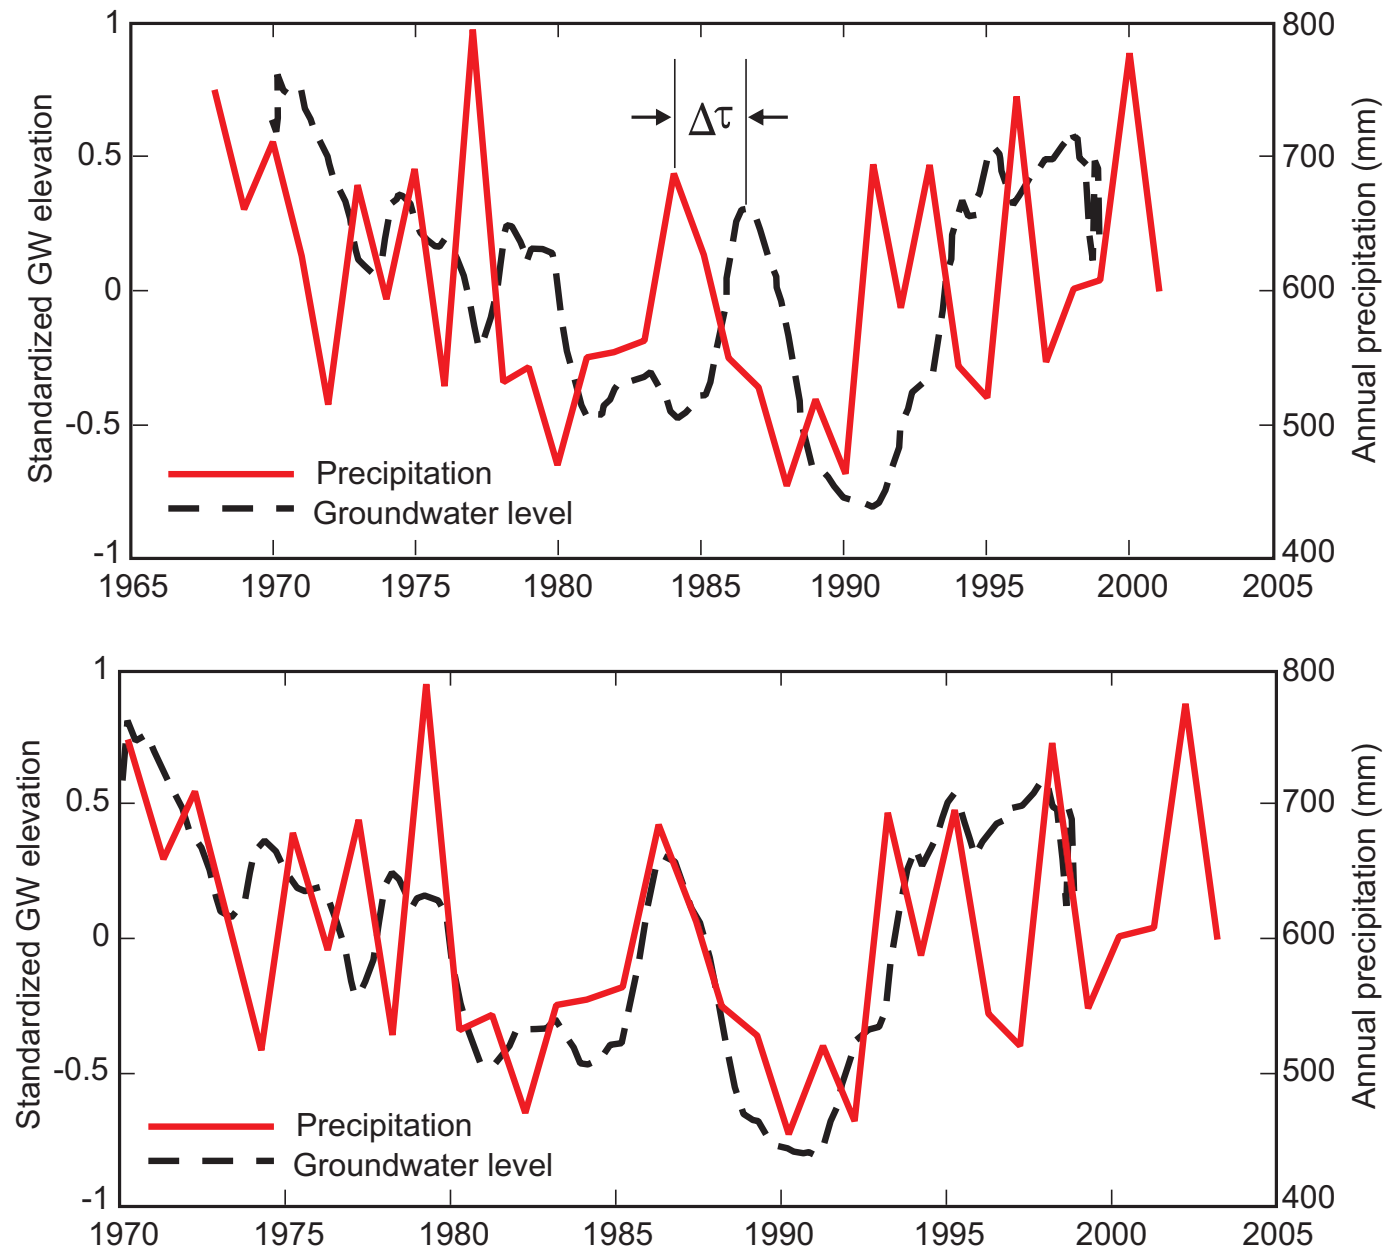 1
0.5
0
-0.5
-1
Standardized GW elevation
800
700
600
500
400
Annual precipitation (mm)
Δτ
Precipitation
Groundwater level
1965 1970 1975 1980 1985 1990 1995 2000 2005
1
0.5
0
-0.5
-1
Standardized GW elevation
800
700
600
500
400
Annual precipitation (mm)
Precipitation
Groundwater level
1970 1975 1980 1985 1990 1995 2000 2005